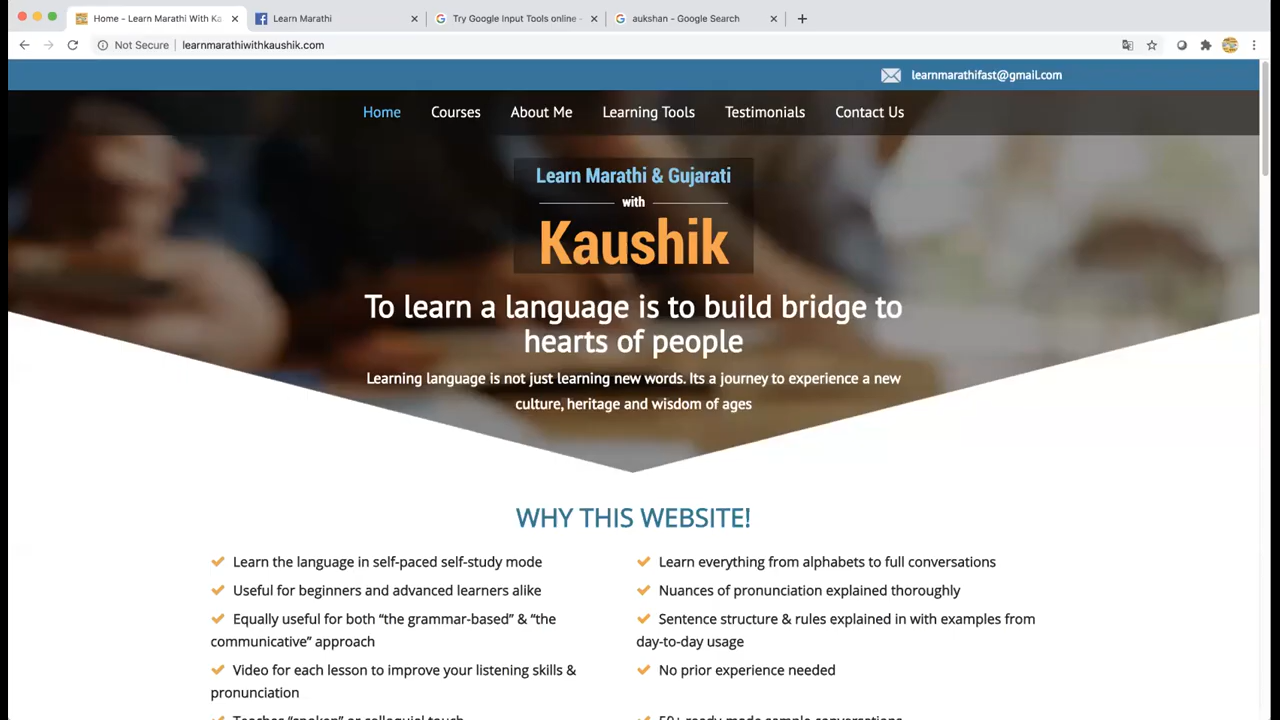 Home - Learn Marathi With Ka
Learn Marathi
Try Google Input Tools online -
aukshan - Google Search
Not Secure
learnmarathiwithkaushik.com
learnmarathifast@gmail.com
Home
Courses
About Me
Learning Tools
Testimonials
Contact Us
Learn Marathi & Gujarati
with
Kaushik
To learn a language is to build bridge to
hearts of people
Learning language is not just learning new words. Its a journey to experience a new
culture, heritage and wisdom of ages
WHY THIS WEBSITE!
Learn the language in self-paced self-study mode
Useful for beginners and advanced learners alike
Equally useful for both “the grammar-based” & “the
communicative” approach
Video for each lesson to improve your listening skills &
pronunciation
Learn everything from alphabets to full conversations
Nuances of pronunciation explained thoroughly
Sentence structure & rules explained in with examples from
day-to-day usage
No prior experience needed